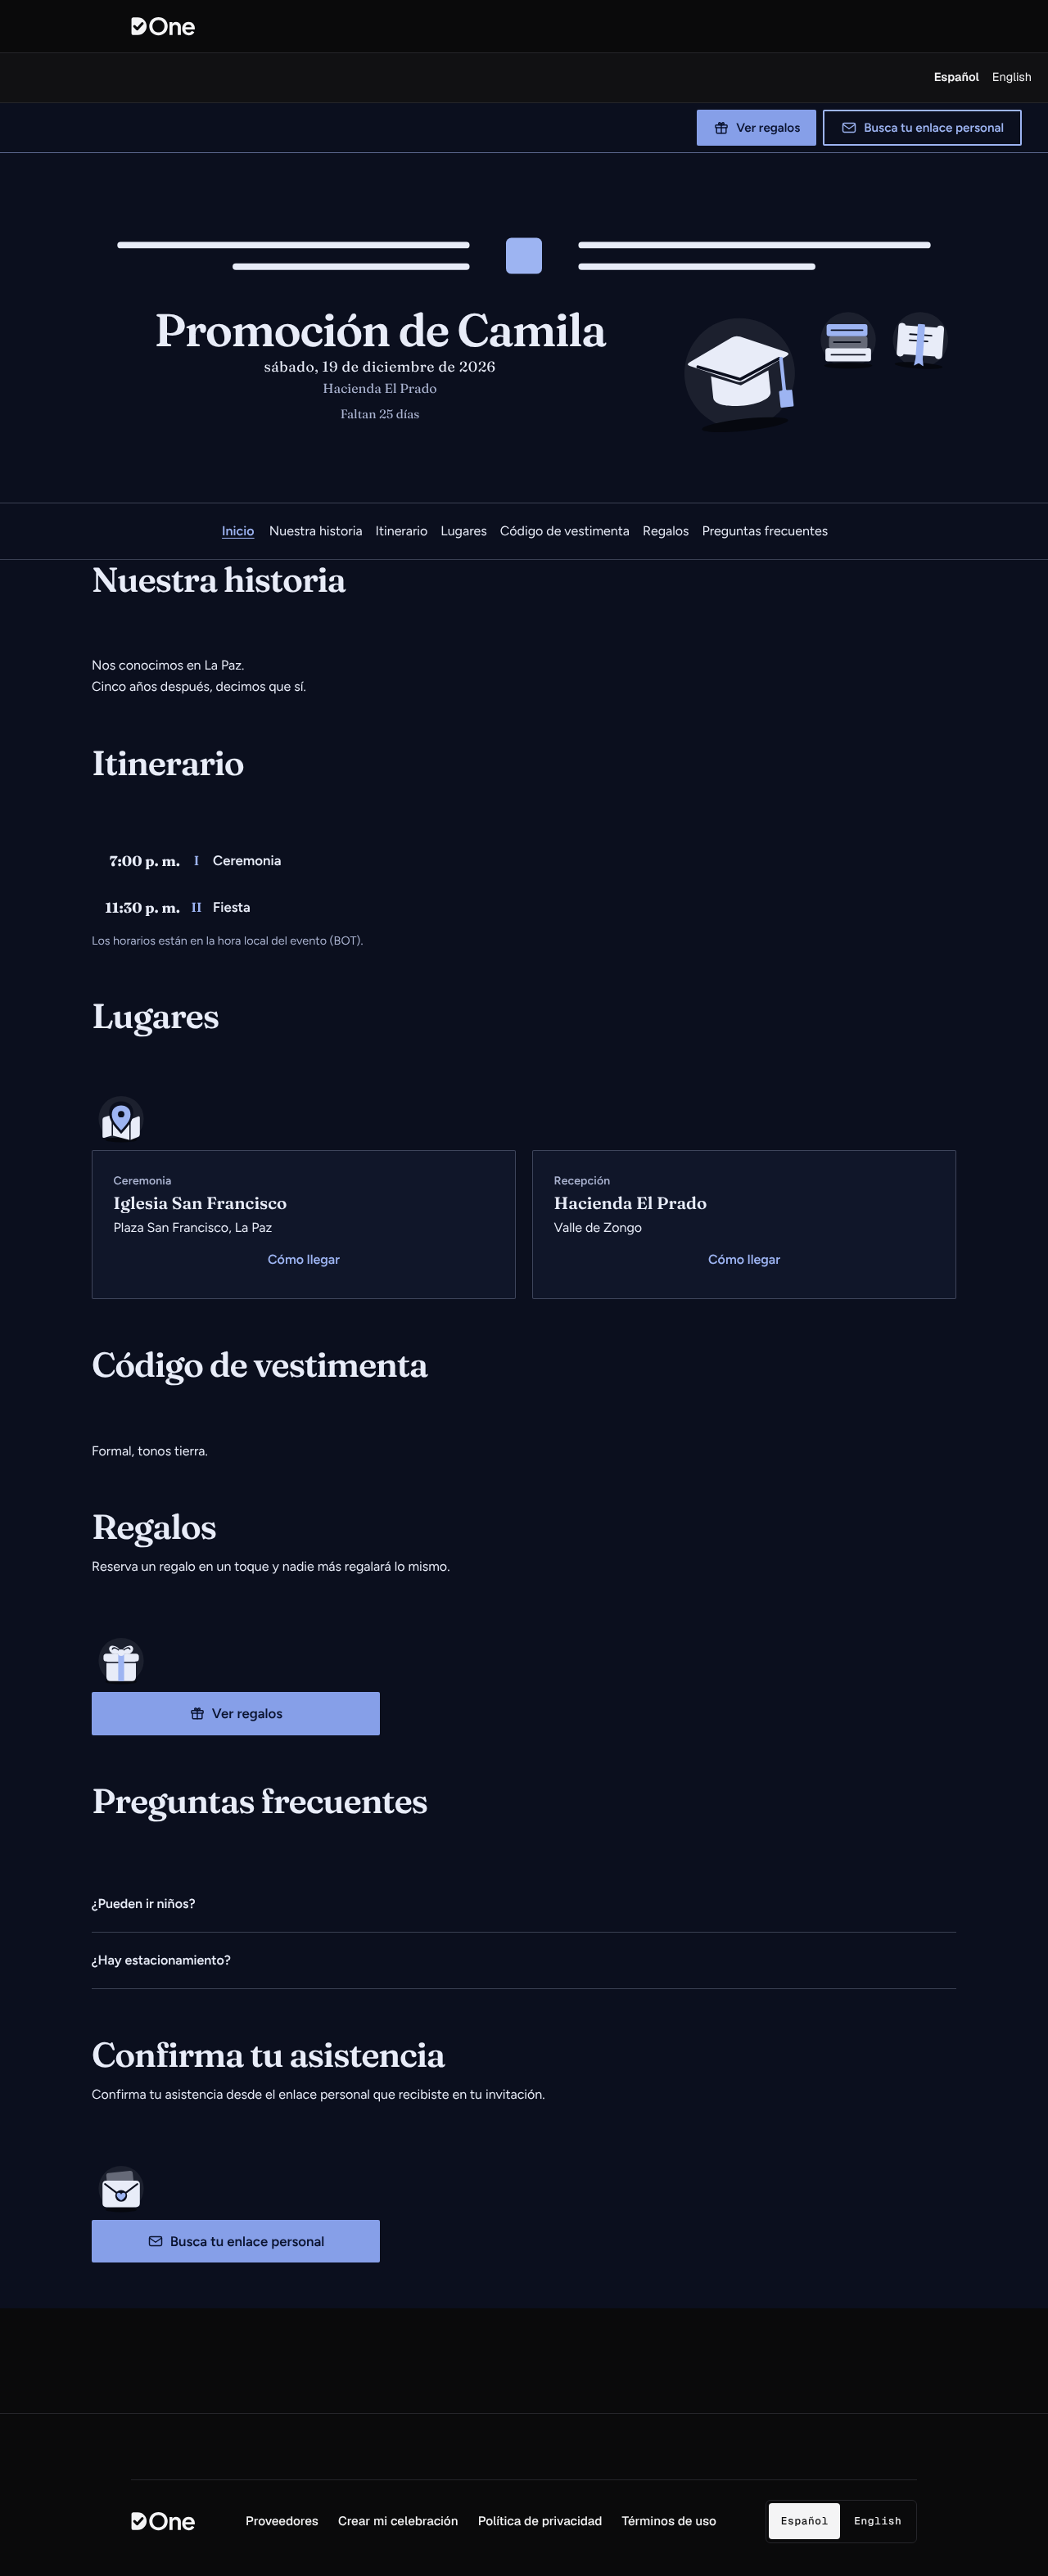 One
Español English
Ver regalos Busca tu enlace personal
Promoción de Camila
sábado, 19 de diciembre de 2026
Hacienda El Prado
Faltan 25 días
Inicio Nuestra historia Itinerario Lugares Código de vestimenta Regalos Preguntas frecuentes
Nuestra historia
Nos conocimos en La Paz.
Cinco años después, decimos que sí.
Itinerario
7:00 p. m. I Ceremonia
11:30 p. m. II Fiesta
Los horarios están en la hora local del evento (BOT).
Lugares
Ceremonia
Iglesia San Francisco
Plaza San Francisco, La Paz
Cómo llegar
Recepción
Hacienda El Prado
Valle de Zongo
Cómo llegar
Código de vestimenta
Formal, tonos tierra.
Regalos
Reserva un regalo en un toque y nadie más regalará lo mismo.
Ver regalos
Preguntas frecuentes
¿Pueden ir niños?
¿Hay estacionamiento?
Confirma tu asistencia
Confirma tu asistencia desde el enlace personal que recibiste en tu invitación.
Busca tu enlace personal
One Proveedores Crear mi celebración Política de privacidad Términos de uso Español English